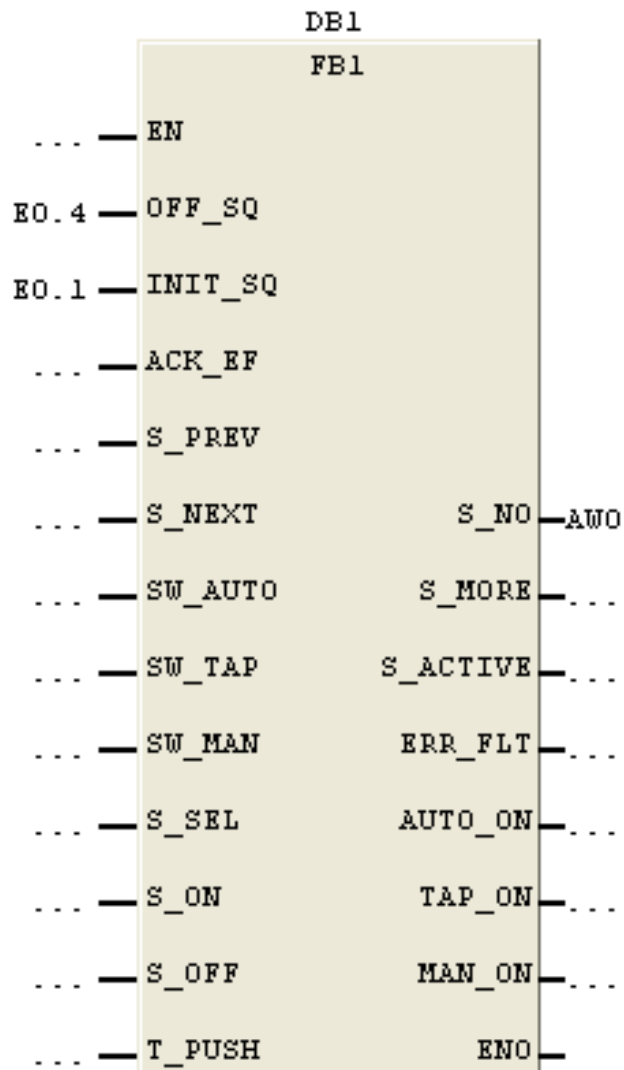 DB1
FB1
... EN
E0.4 OFF_SQ
E0.1 INIT_SQ
... ACK_EF
... S_PREV
... S_NEXT S_NO AW0
... SW_AUTO S_MORE ...
... SW_TAP S_ACTIVE ...
... SW_MAN ERR_FLT ...
... S_SEL AUTO_ON ...
... S_ON TAP_ON ...
... S_OFF MAN_ON ...
... T_PUSH ENO